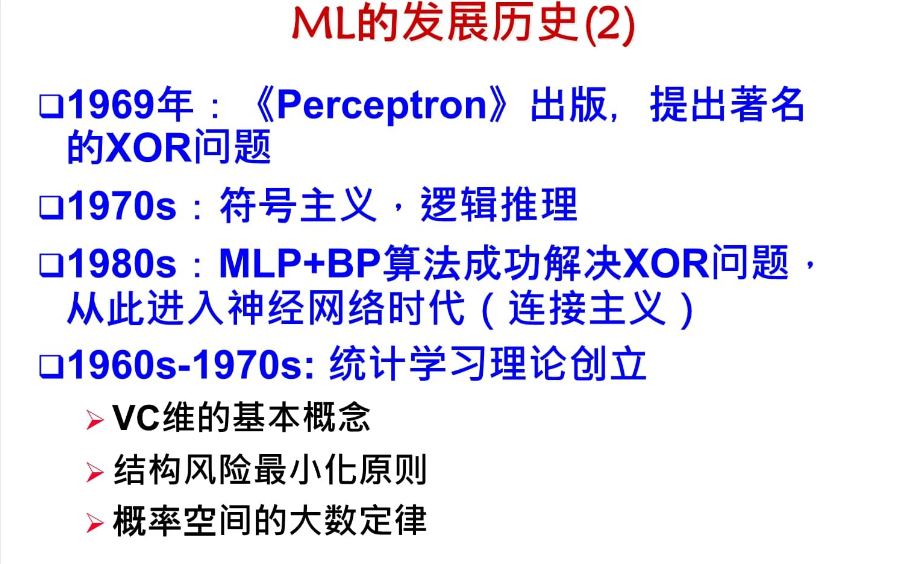 ML的发展历史(2)
❑1969年：《Perceptron》出版，提出著名
的XOR问题
❑1970s：符号主义，逻辑推理
❑1980s：MLP+BP算法成功解决XOR问题，
从此进入神经网络时代（连接主义）
❑1960s-1970s: 统计学习理论创立
➢VC维的基本概念
➢结构风险最小化原则
➢概率空间的大数定律